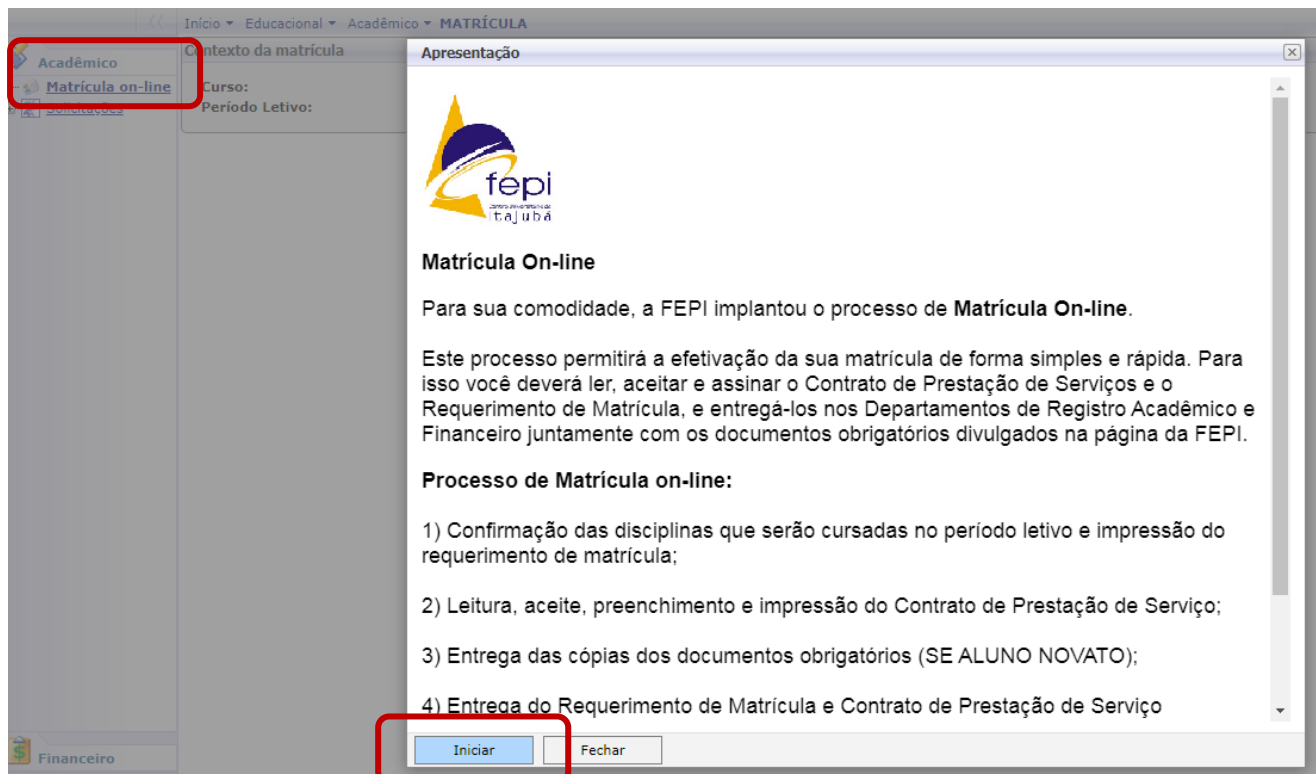 Início Educacional Acadêmico MATRÍCULA
Acadêmico
Matrícula on-line
Solicitações
Contexto da matrícula
Curso:
Período Letivo:
Financeiro
Apresentação
fepi
Centro Universitário de
itajubá
Matrícula On-line
Para sua comodidade, a FEPI implantou o processo de Matrícula On-line.
Este processo permitirá a efetivação da sua matrícula de forma simples e rápida. Para
isso você deverá ler, aceitar e assinar o Contrato de Prestação de Serviços e o
Requerimento de Matrícula, e entregá-los nos Departamentos de Registro Acadêmico e
Financeiro juntamente com os documentos obrigatórios divulgados na página da FEPI.
Processo de Matrícula on-line:
1) Confirmação das disciplinas que serão cursadas no período letivo e impressão do
requerimento de matrícula;
2) Leitura, aceite, preenchimento e impressão do Contrato de Prestação de Serviço;
3) Entrega das cópias dos documentos obrigatórios (SE ALUNO NOVATO);
4) Entrega do Requerimento de Matrícula e Contrato de Prestação de Serviço
Iniciar Fechar